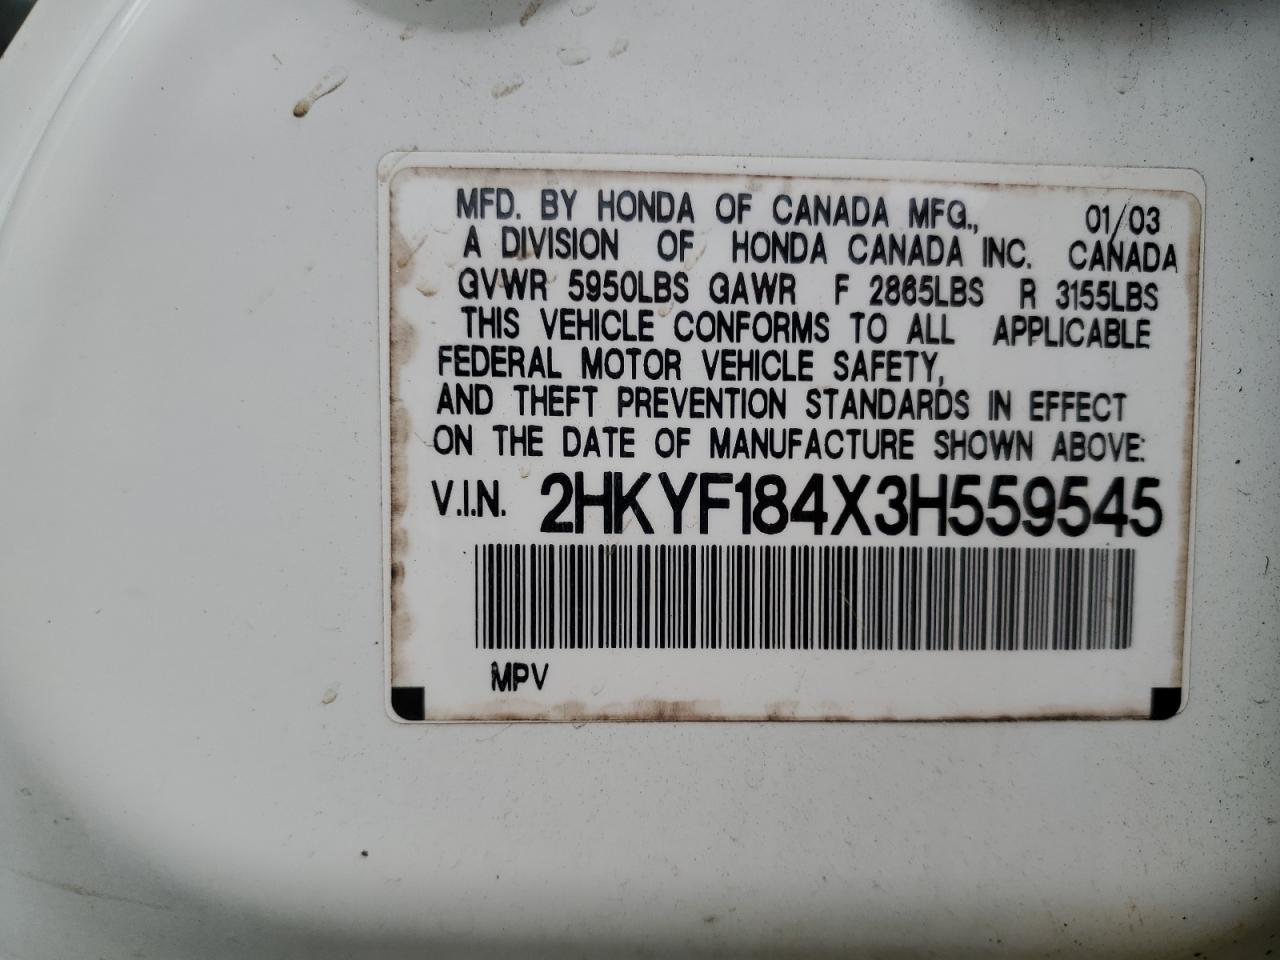 MFD. BY HONDA OF CANADA MFG., 01/03
A DIVISION OF HONDA CANADA INC. CANADA
GVWR 5950LBS GAWR F 2865LBS R 3155LBS
THIS VEHICLE CONFORMS TO ALL APPLICABLE
FEDERAL MOTOR VEHICLE SAFETY,
AND THEFT PREVENTION STANDARDS IN EFFECT
ON THE DATE OF MANUFACTURE SHOWN ABOVE:
V.I.N. 2HKYF184X3H559545
MPV